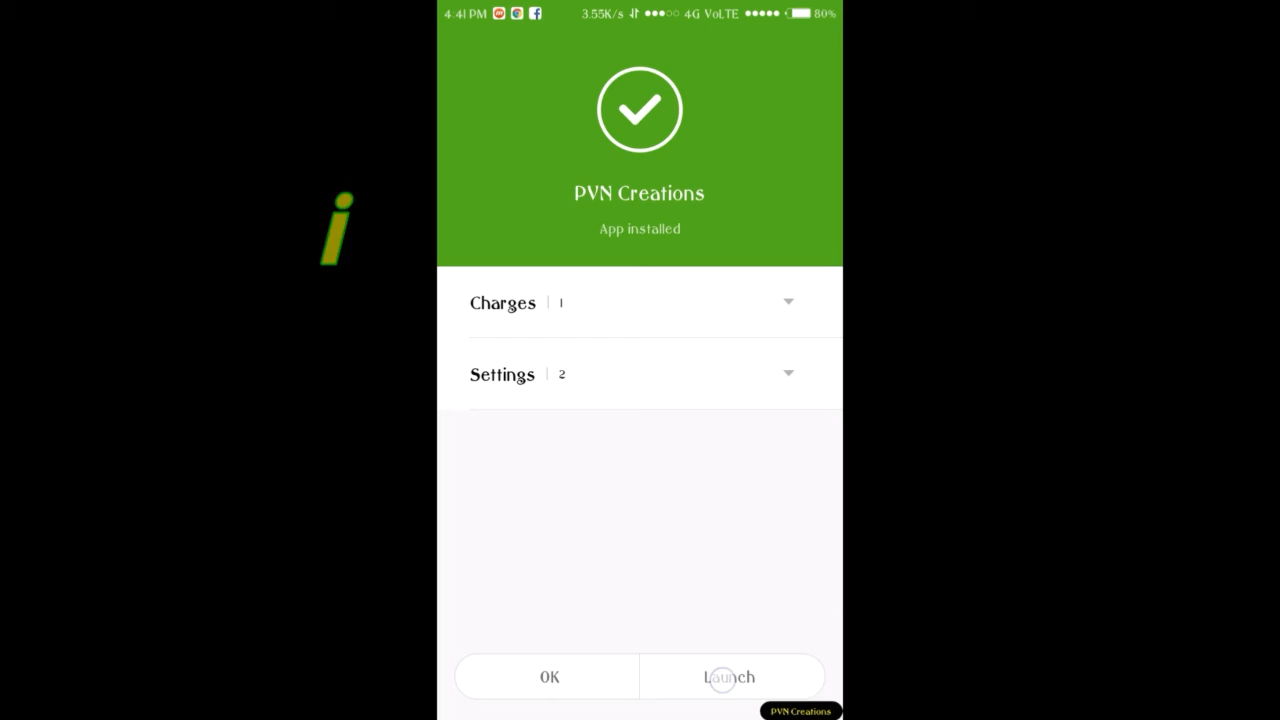 4:41 PM 3.55K/s 4G VoLTE 80%
i
PVN Creations
App installed
Charges 1
Settings 2
OK Launch
PVN Creations